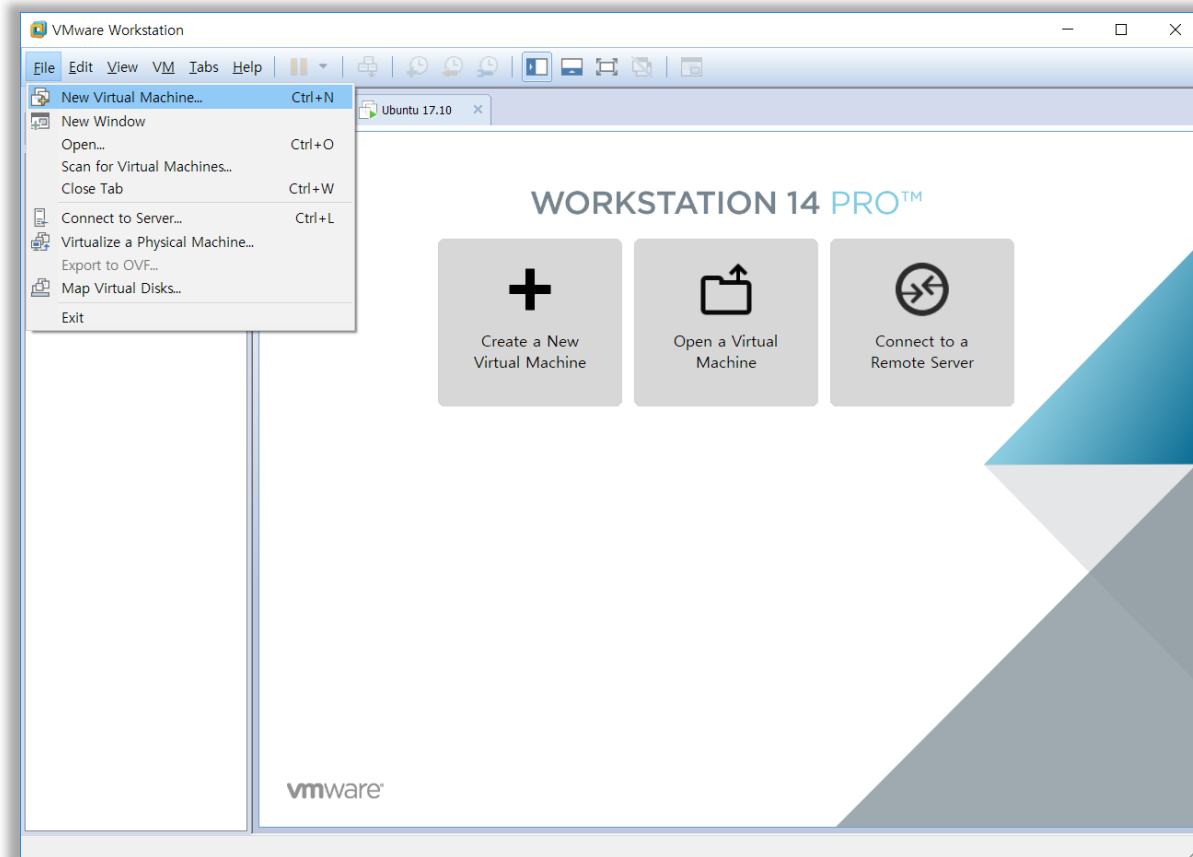 VMware Workstation
File Edit View VM Tabs Help
New Virtual Machine... Ctrl+N
New Window
Open... Ctrl+O
Scan for Virtual Machines...
Close Tab Ctrl+W
Connect to Server... Ctrl+L
Virtualize a Physical Machine...
Export to OVF...
Map Virtual Disks...
Exit
Ubuntu 17.10
WORKSTATION 14 PRO™
Create a New
Virtual Machine
Open a Virtual
Machine
Connect to a
Remote Server
vmware®